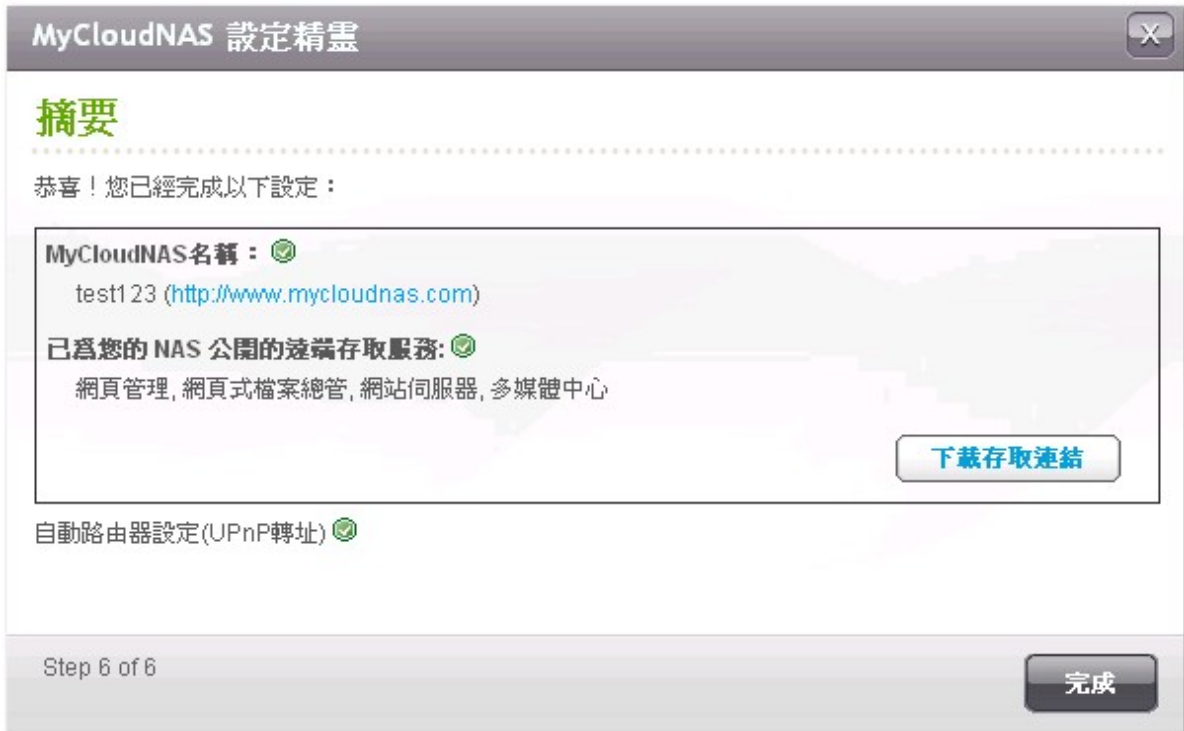 MyCloudNAS 設定精靈
X
摘要
恭喜！您已經完成以下設定：
MyCloudNAS名稱：
test123 (http://www.mycloudnas.com)
已為您的 NAS 公開的遠端存取服務:
網頁管理, 網頁式檔案總管, 網站伺服器, 多媒體中心
下載存取連結
自動路由器設定(UPnP轉址)
Step 6 of 6
完成